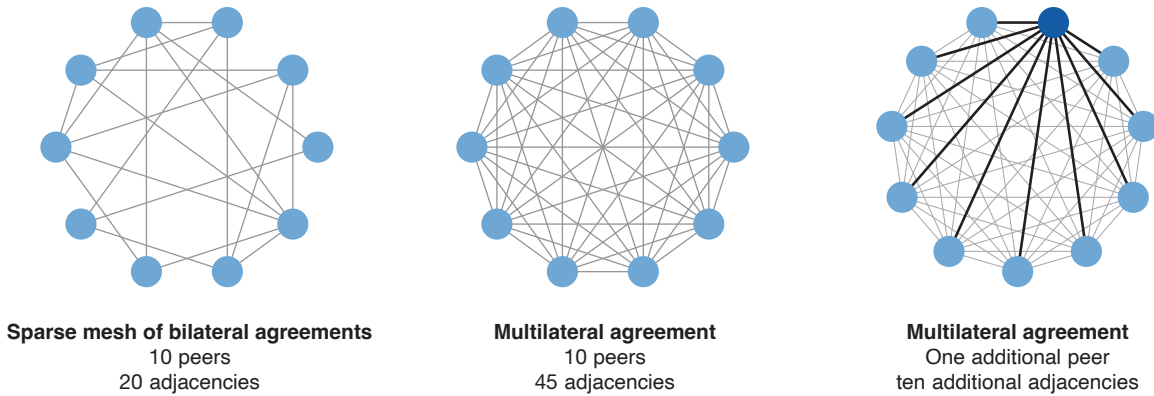 Sparse mesh of bilateral agreements
10 peers
20 adjacencies
Multilateral agreement
10 peers
45 adjacencies
Multilateral agreement
One additional peer
ten additional adjacencies